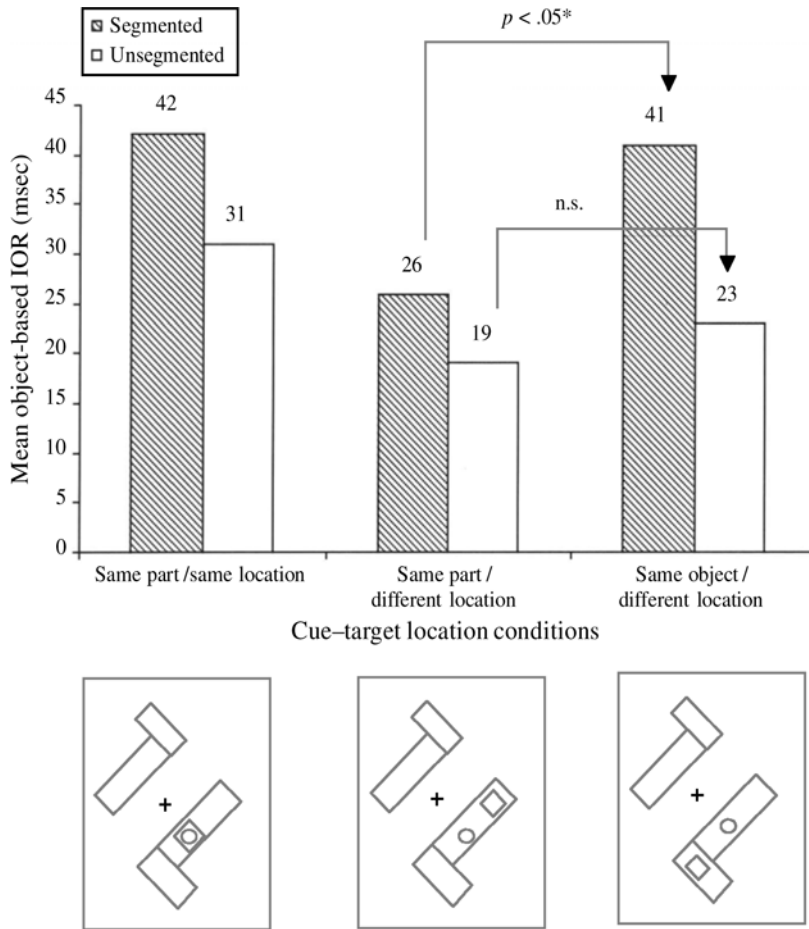 Segmented
Unsegmented
p < .05*
n.s.
Mean object-based IOR (msec)
45
40
35
30
25
20
15
10
5
0
42
31
26
19
41
23
Same part /same location
Same part /
different location
Same object /
different location
Cue–target location conditions
+
+
+